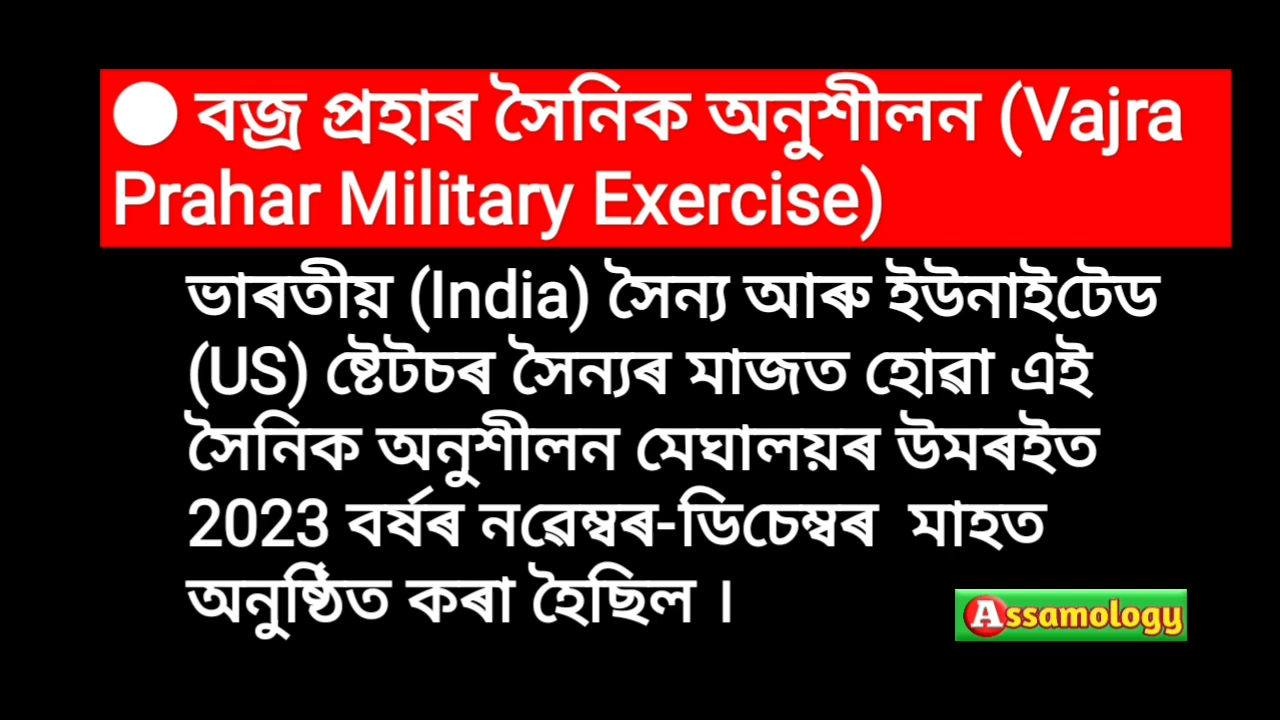 ● বজ্ৰ প্ৰহাৰ সৈনিক অনুশীলন (Vajra
Prahar Military Exercise)
ভাৰতীয় (India) সৈন্য আৰু ইউনাইটেড
(US) ষ্টেটচৰ সৈন্যৰ মাজত হোৱা এই
সৈনিক অনুশীলন মেঘালয়ৰ উমৰইত
2023 বৰ্ষৰ নৱেম্বৰ-ডিচেম্বৰ মাহত
অনুষ্ঠিত কৰা হৈছিল ।
Assamology